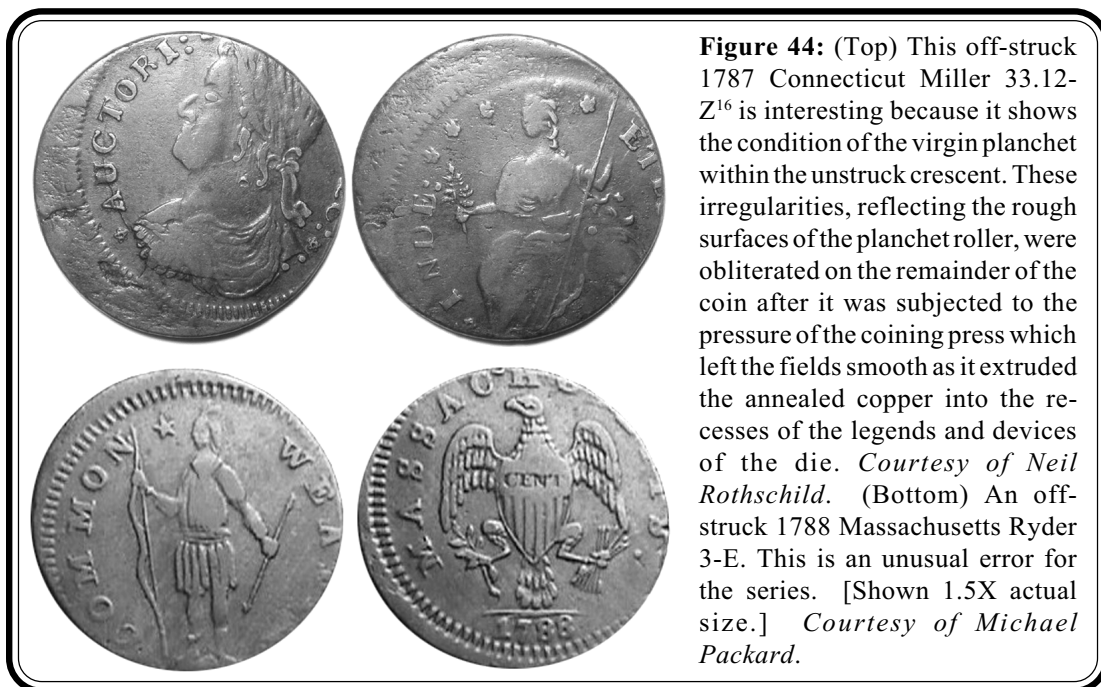 AUCTORI:
INDE: ET
COMMON WEA
MASSACHU
CENT
1788
Figure 44: (Top) This off-struck
1787 Connecticut Miller 33.12-
Z¹⁶ is interesting because it shows
the condition of the virgin planchet
within the unstruck crescent. These
irregularities, reflecting the rough
surfaces of the planchet roller, were
obliterated on the remainder of the
coin after it was subjected to the
pressure of the coining press which
left the fields smooth as it extruded
the annealed copper into the re-
cesses of the legends and devices
of the die. Courtesy of Neil
Rothschild. (Bottom) An off-
struck 1788 Massachusetts Ryder
3-E. This is an unusual error for
the series. [Shown 1.5X actual
size.] Courtesy of Michael
Packard.